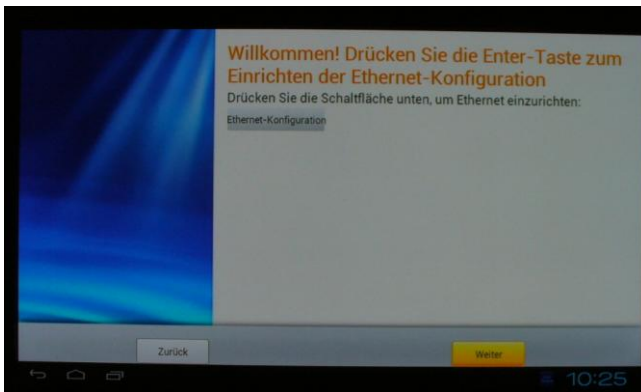 Willkommen! Drücken Sie die Enter-Taste zum
Einrichten der Ethernet-Konfiguration
Drücken Sie die Schaltfläche unten, um Ethernet einzurichten:
Ethernet-Konfiguration
Zurück
Weiter
10:25